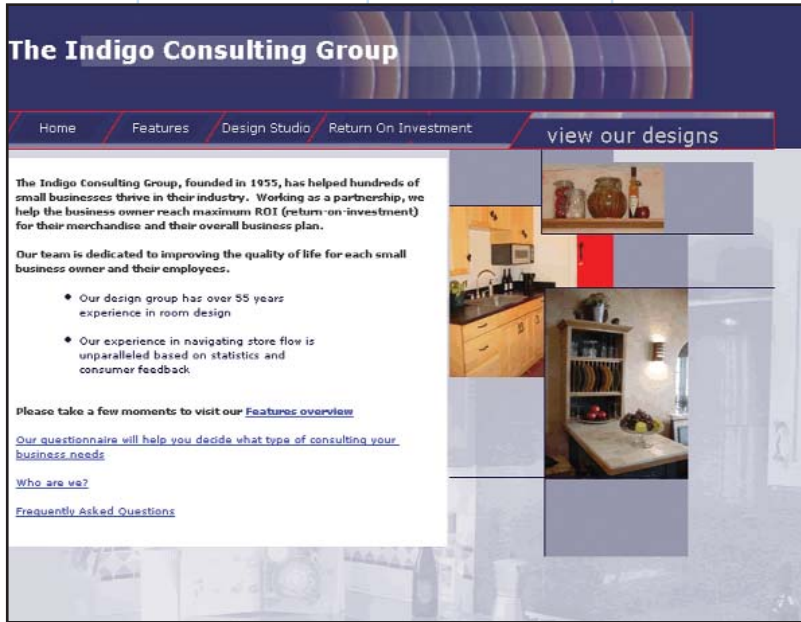 The Indigo Consulting Group
Home Features Design Studio Return On Investment view our designs
The Indigo Consulting Group, founded in 1955, has helped hundreds of
small businesses thrive in their industry. Working as a partnership, we
help the business owner reach maximum ROI (return-on-investment)
for their merchandise and their overall business plan.
Our team is dedicated to improving the quality of life for each small
business owner and their employees.
Our design group has over 55 years
experience in room design
Our experience in navigating store flow is
unparalleled based on statistics and
consumer feedback
Please take a few moments to visit our Features overview
Our questionnaire will help you decide what type of consulting your
business needs
Who are we?
Frequently Asked Questions